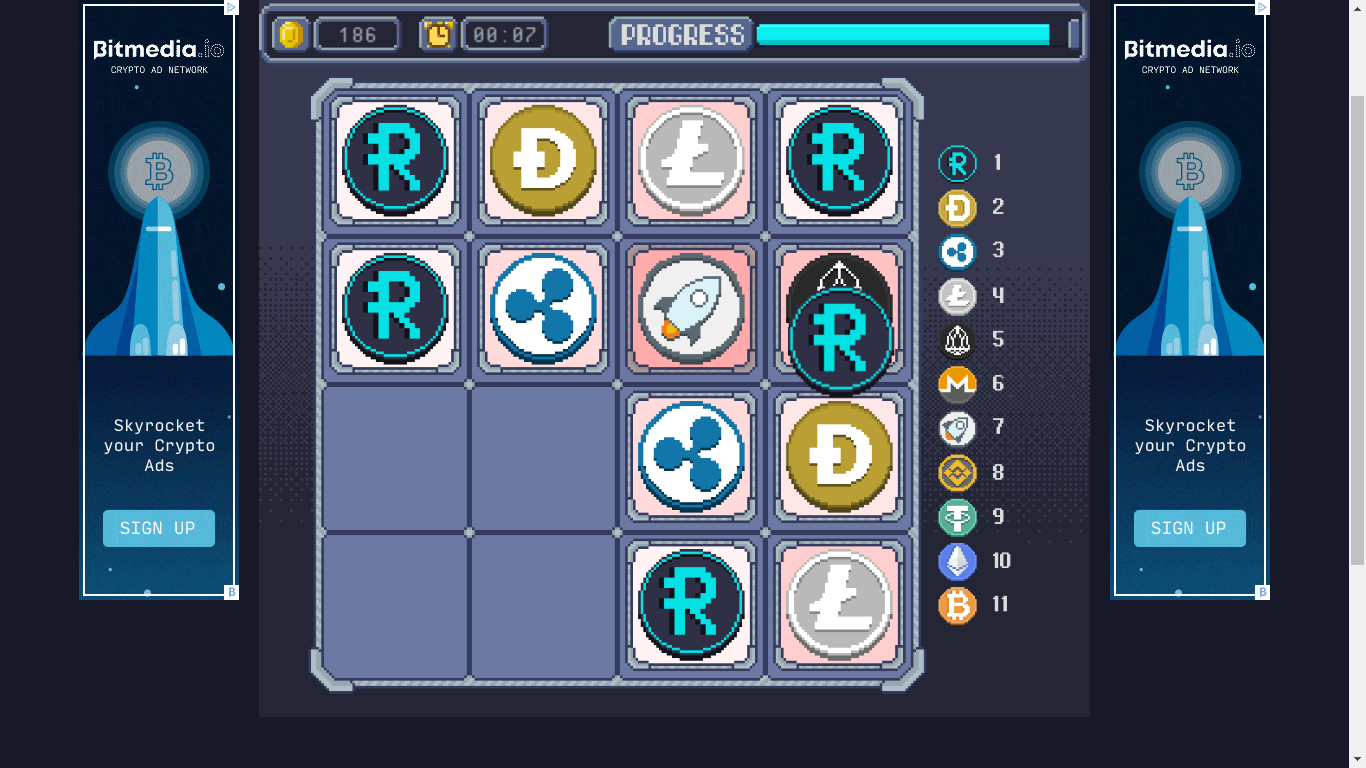 Bitmedia.io
CRYPTO AD NETWORK
Skyrocket
your Crypto
Ads
SIGN UP
186
00:07
PROGRESS
1
2
3
4
5
6
7
8
9
10
11
Bitmedia.io
CRYPTO AD NETWORK
Skyrocket
your Crypto
Ads
SIGN UP